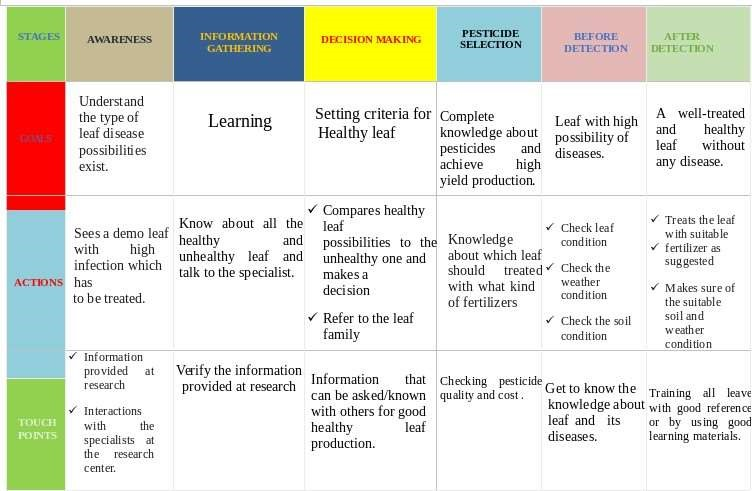 STAGES
AWARENESS
INFORMATION
GATHERING
DECISION MAKING
PESTICIDE
SELECTION
BEFORE
DETECTION
AFTER
DETECTION
GOALS
Understand
the type of
leaf disease
possibilities
exist.
Learning
Setting criteria for
Healthy leaf
Complete
knowledge about
pesticides and
achieve high
yield production.
Leaf with high
possibility of
diseases.
A well-treated
and healthy
leaf without
any disease.
ACTIONS
Sees a demo leaf
with high
infection which
has
to be treated.
Know about all the
healthy and
unhealthy leaf and
talk to the specialist.
✓ Compares healthy
leaf
possibilities to the
unhealthy one and
makes a
decision
✓ Refer to the leaf
family
Knowledge
about which leaf
should treated
with what kind
of fertilizers
✓ Check leaf
condition
✓ Check the
weather
condition
✓ Check the soil
condition
✓ Treats the leaf
with suitable
✓ fertilizer as
suggested
✓ Makes sure of
the suitable
soil and
weather
condition
TOUCH
POINTS
✓ Information
provided at
research
✓ Interactions
with the
specialists at
the research
center.
Verify the information
provided at research
Information that
can be asked/known
with others for good
healthy leaf
production.
Checking pesticide
quality and cost .
Get to know the
knowledge about
leaf and its
diseases.
Training all leave
with good reference
or by using good
learning materials.